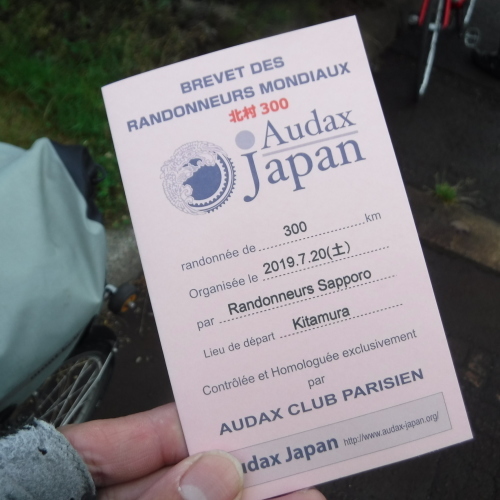 BREVET DES
RANDONNEURS MONDIAUX
北村 300
Audax
Japan
randonnée de 300 km
Organisée le 2019.7.20(土)
par Randonneurs Sapporo
Lieu de départ Kitamura
Contrôlée et Homologuée exclusivement
par
AUDAX CLUB PARISIEN
udax Japan http://www.audax-japan.org/